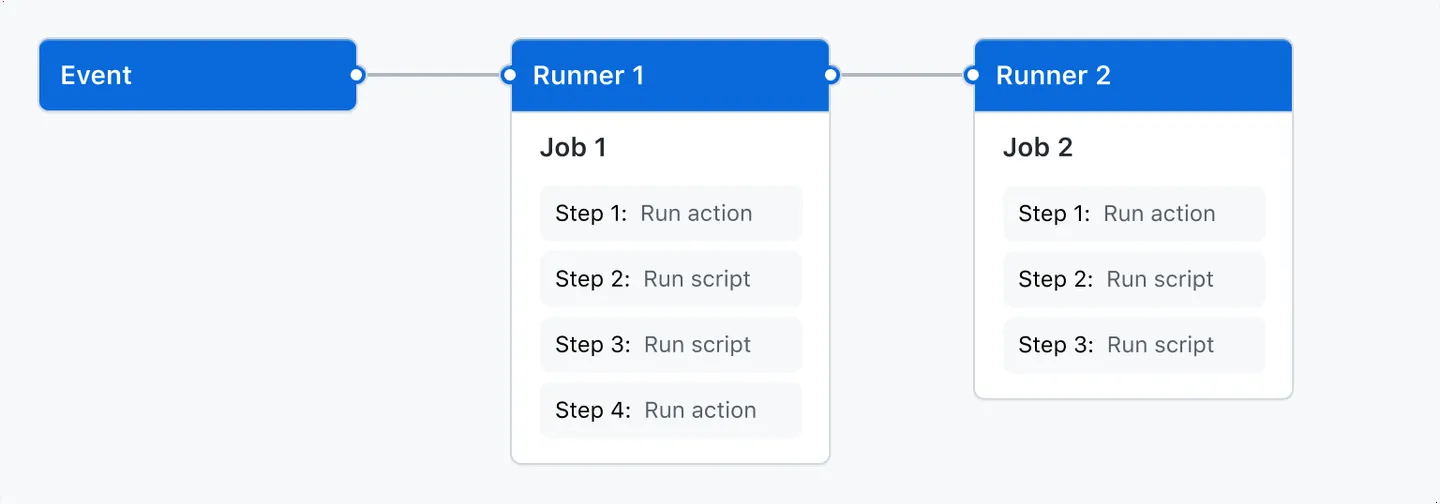 Event
Runner 1
Job 1
Step 1: Run action
Step 2: Run script
Step 3: Run script
Step 4: Run action
Runner 2
Job 2
Step 1: Run action
Step 2: Run script
Step 3: Run script